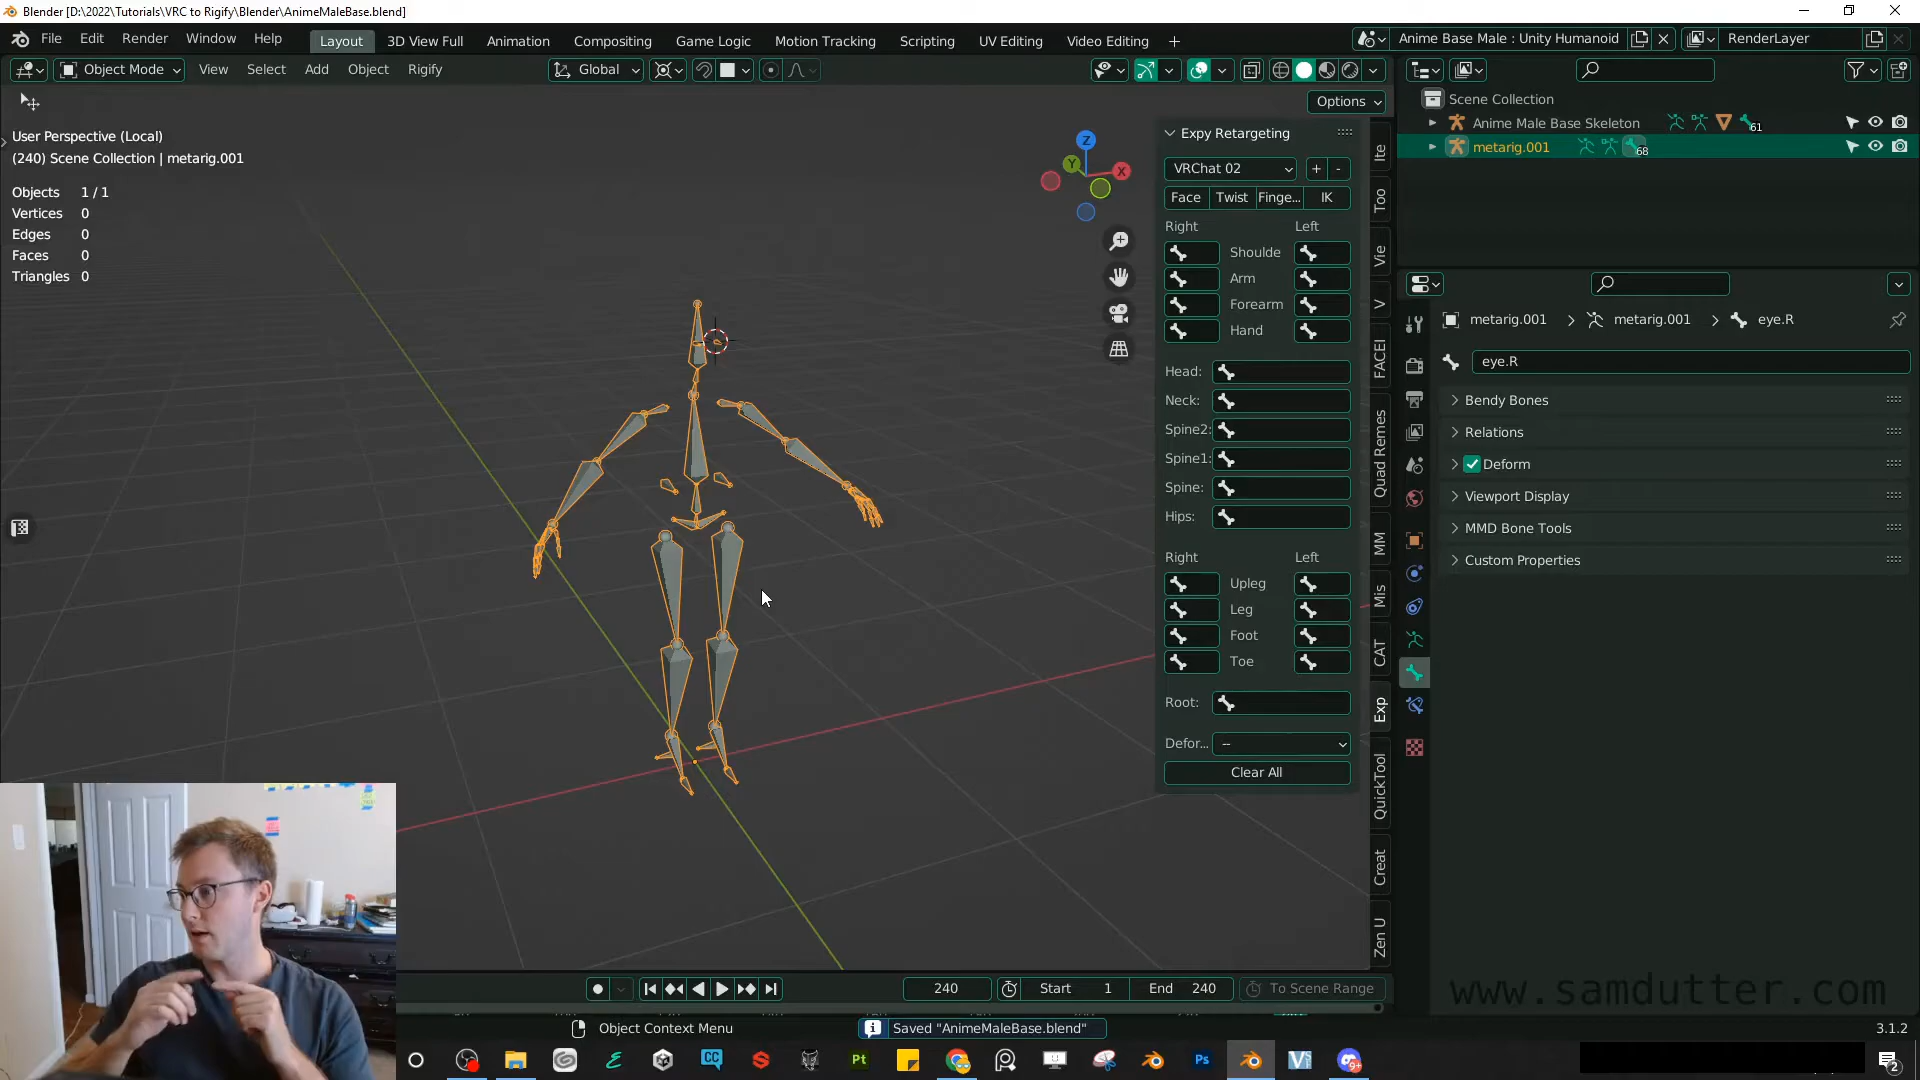 Blender [D:\2022\Tutorials\VRC to Rigify\Blender\AnimeMaleBase.blend]
File Edit Render Window Help
Layout 3D View Full Animation Compositing Game Logic Motion Tracking Scripting UV Editing Video Editing +
Anime Base Male : Unity Humanoid
RenderLayer
Object Mode View Select Add Object Rigify
Global
Options
User Perspective (Local)
(240) Scene Collection | metarig.001
Objects 1 / 1
Vertices 0
Edges 0
Faces 0
Triangles 0
Z
Y
X
Expy Retargeting
VRChat 02 + -
Face Twist Finge... IK
Right Left
Shoulde
Arm
Forearm
Hand
Head:
Neck:
Spine2:
Spine1:
Spine:
Hips:
Right Left
Upleg
Leg
Foot
Toe
Root:
Defor... --
Clear All
Ite
Too
Vie
V
FACEI
Quad Remes
MM
Mis
CAT
Exp
QuickTool
Creat
Zen U
Scene Collection
Anime Male Base Skeleton 61
metarig.001 68
metarig.001 > metarig.001 > eye.R
eye.R
Bendy Bones
Relations
Deform
Viewport Display
MMD Bone Tools
Custom Properties
240 Start 1 End 240 To Scene Range
www.samdutter.com
Object Context Menu
Saved "AnimeMaleBase.blend"
3.1.2
CC
Pt
Ps
9+
2